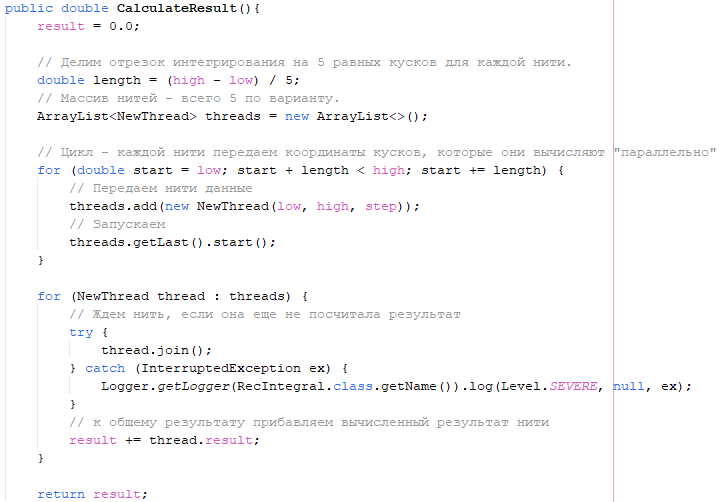 public double CalculateResult(){
    result = 0.0;

    // Делим отрезок интегрирования на 5 равных кусков для каждой нити.
    double length = (high - low) / 5;
    // Массив нитей - всего 5 по варианту.
    ArrayList<NewThread> threads = new ArrayList<>();

    // Цикл - каждой нити передаем координаты кусков, которые они вычисляют "параллельно"
    for (double start = low; start + length < high; start += length) {
        // Передаем нити данные
        threads.add(new NewThread(low, high, step));
        // Запускаем
        threads.getLast().start();
    }

    for (NewThread thread : threads) {
        // Ждем нить, если она еще не посчитала результат
        try {
            thread.join();
        } catch (InterruptedException ex) {
            Logger.getLogger(RecIntegral.class.getName()).log(Level.SEVERE, null, ex);
        }
        // к общему результату прибавляем вычисленный результат нити
        result += thread.result;
    }

    return result;